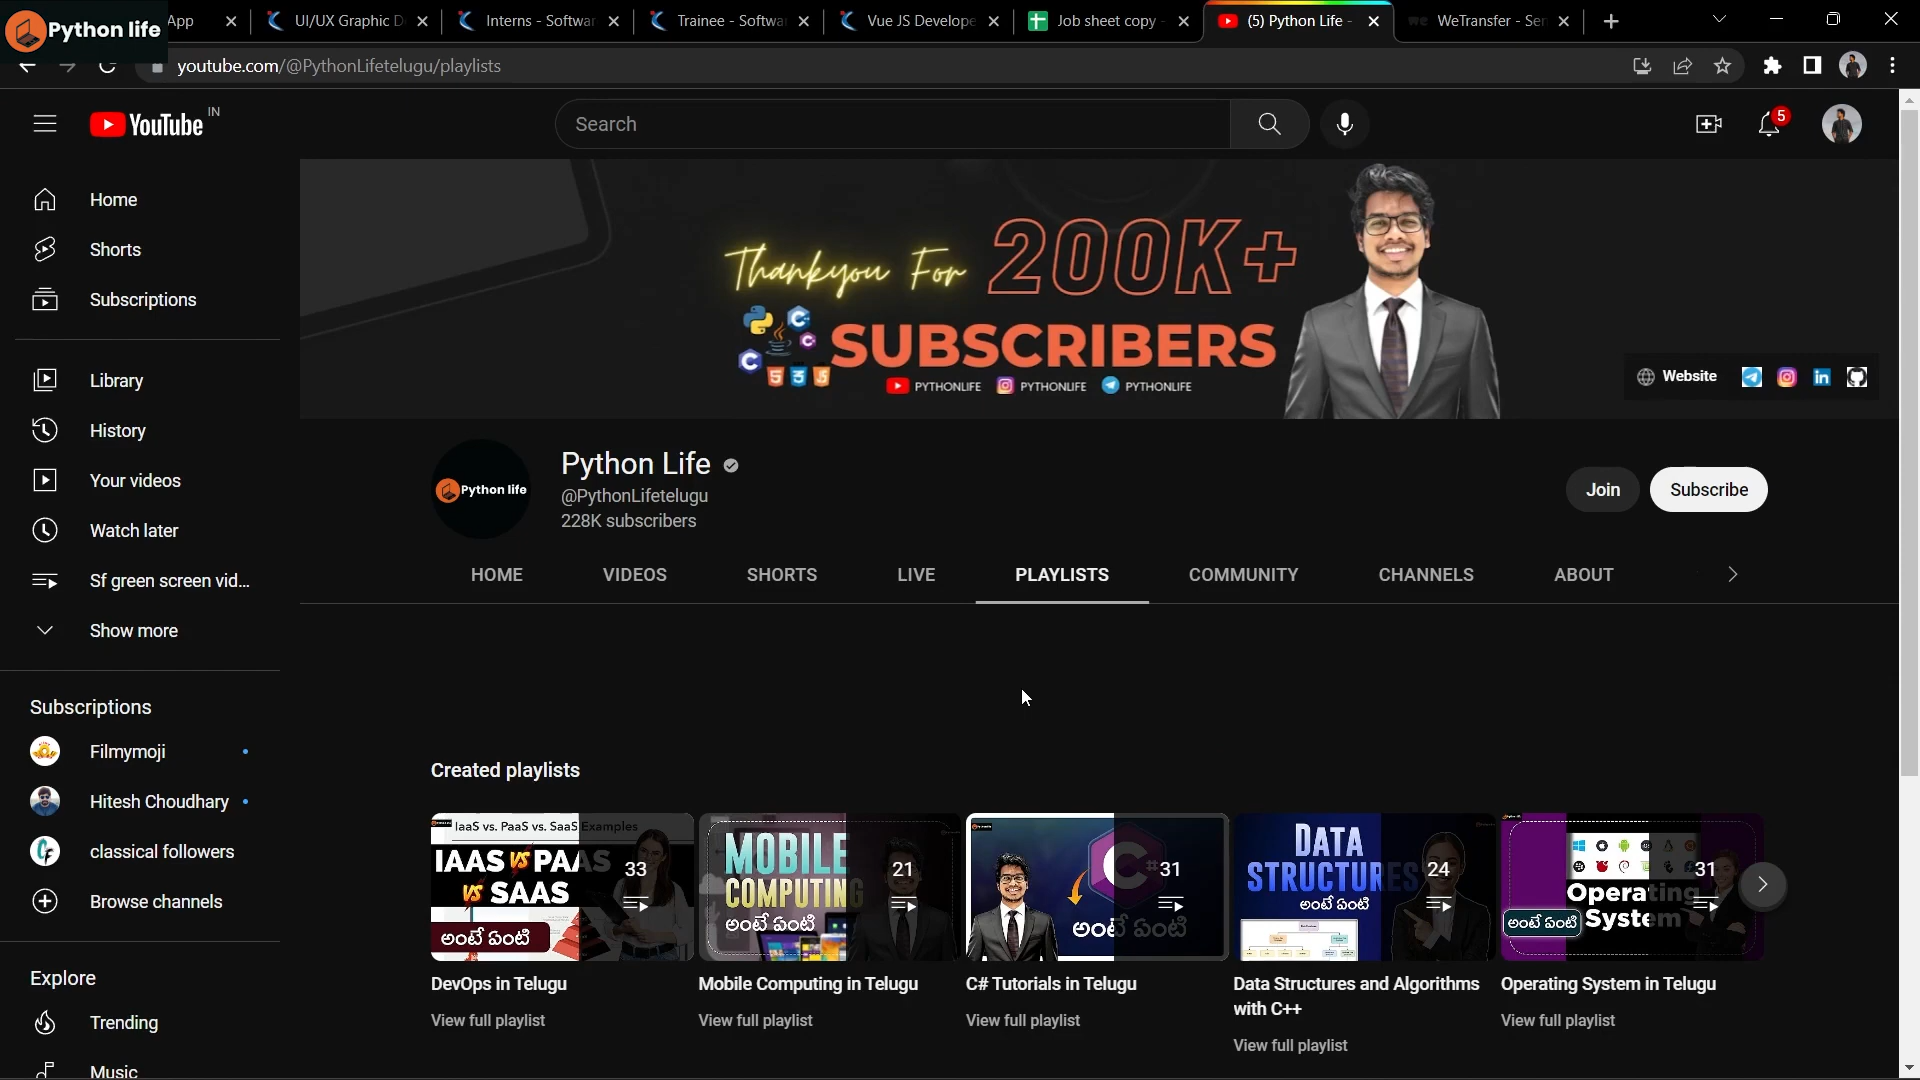 Python life
App
UI/UX Graphic D
Interns - Softwar
Trainee - Softwa
Vue JS Develope
Job sheet copy -
(5) Python Life -
WeTransfer - Sen
youtube.com/@PythonLifetelugu/playlists
YouTube IN
Search
5
Home
Shorts
Subscriptions
Library
History
Your videos
Watch later
Sf green screen vid...
Show more
Subscriptions
Filmymoji
Hitesh Choudhary
classical followers
Browse channels
Explore
Trending
Music
Thankyou For 200K+
SUBSCRIBERS
PYTHONLIFE PYTHONLIFE PYTHONLIFE
Website
Python life
Python Life
@PythonLifetelugu
228K subscribers
Join
Subscribe
HOME VIDEOS SHORTS LIVE PLAYLISTS COMMUNITY CHANNELS ABOUT
Created playlists
IaaS vs. PaaS vs. SaaS Examples
IAAS VS PAAS
VS SAAS
అంటే ఏంటి
33
DevOps in Telugu
View full playlist
MOBILE
COMPUTING
అంటే ఏంటి
21
Mobile Computing in Telugu
View full playlist
C#
అంటే ఏంటి
31
C# Tutorials in Telugu
View full playlist
DATA
STRUCTURES
అంటే ఏంటి
24
Data Structures and Algorithms
with C++
View full playlist
Operating
System
అంటే ఏంటి
31
Operating System in Telugu
View full playlist